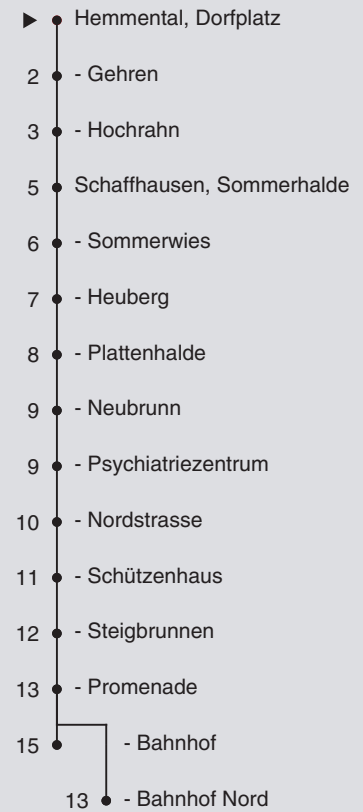 Hemmental, Dorfplatz
2 - Gehren
3 - Hochrahn
5 Schaffhausen, Sommerhalde
6 - Sommerwies
7 - Heuberg
8 - Plattenhalde
9 - Neubrunn
9 - Psychiatriezentrum
10 - Nordstrasse
11 - Schützenhaus
12 - Steigbrunnen
13 - Promenade
15 - Bahnhof
13 - Bahnhof Nord